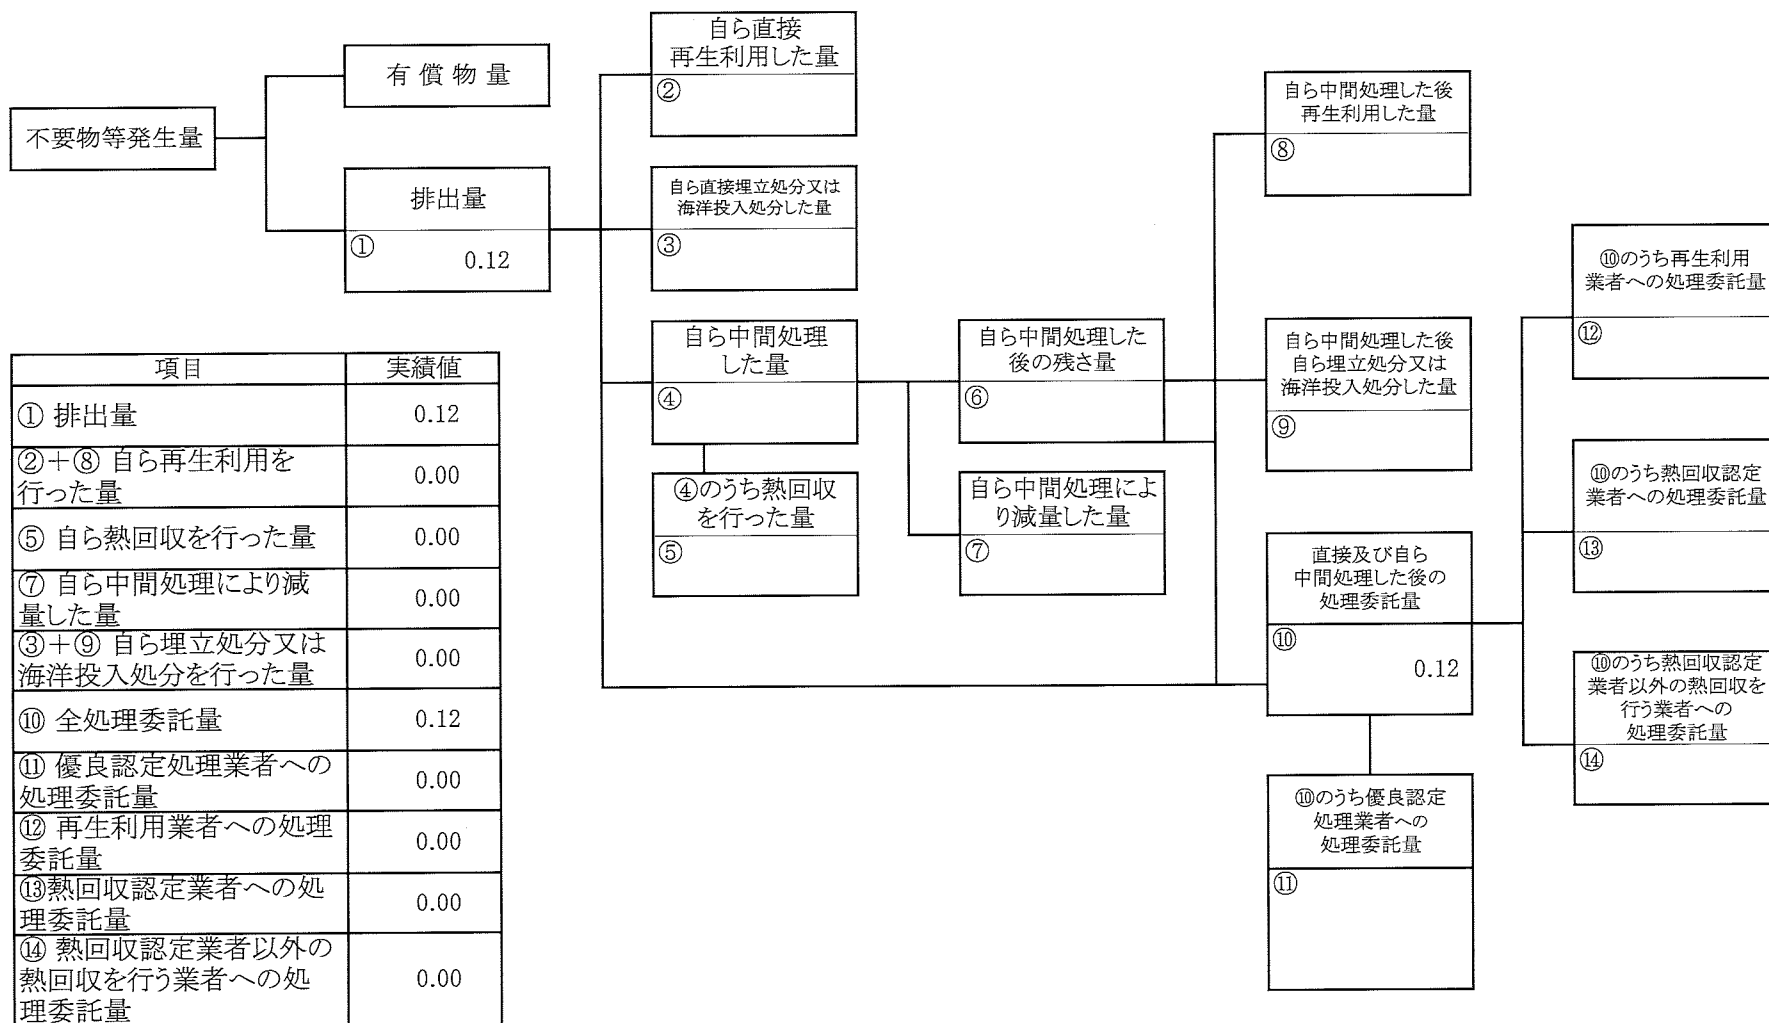 不要物等発生量
有償物量
排出量
①
0.12
自ら直接
再生利用した量
②
自ら直接埋立処分又は
海洋投入処分した量
③
自ら中間処理
した量
④
④のうち熱回収
を行った量
⑤
自ら中間処理した
後の残さ量
⑥
自ら中間処理によ
り減量した量
⑦
自ら中間処理した後
再生利用した量
⑧
自ら中間処理した後
自ら埋立処分又は
海洋投入処分した量
⑨
直接及び自ら
中間処理した後の
処理委託量
⑩
0.12
⑩のうち優良認定
処理業者への
処理委託量
⑪
⑩のうち再生利用
業者への処理委託量
⑫
⑩のうち熱回収認定
業者への処理委託量
⑬
⑩のうち熱回収認定
業者以外の熱回収を
行う業者への
処理委託量
⑭
項目 実績値
① 排出量 0.12
②+⑧ 自ら再生利用を
行った量 0.00
⑤ 自ら熱回収を行った量 0.00
⑦ 自ら中間処理により減
量した量 0.00
③+⑨ 自ら埋立処分又は
海洋投入処分を行った量 0.00
⑩ 全処理委託量 0.12
⑪ 優良認定処理業者への
処理委託量 0.00
⑫ 再生利用業者への処理
委託量 0.00
⑬熱回収認定業者への処
理委託量 0.00
⑭ 熱回収認定業者以外の
熱回収を行う業者への処
理委託量 0.00